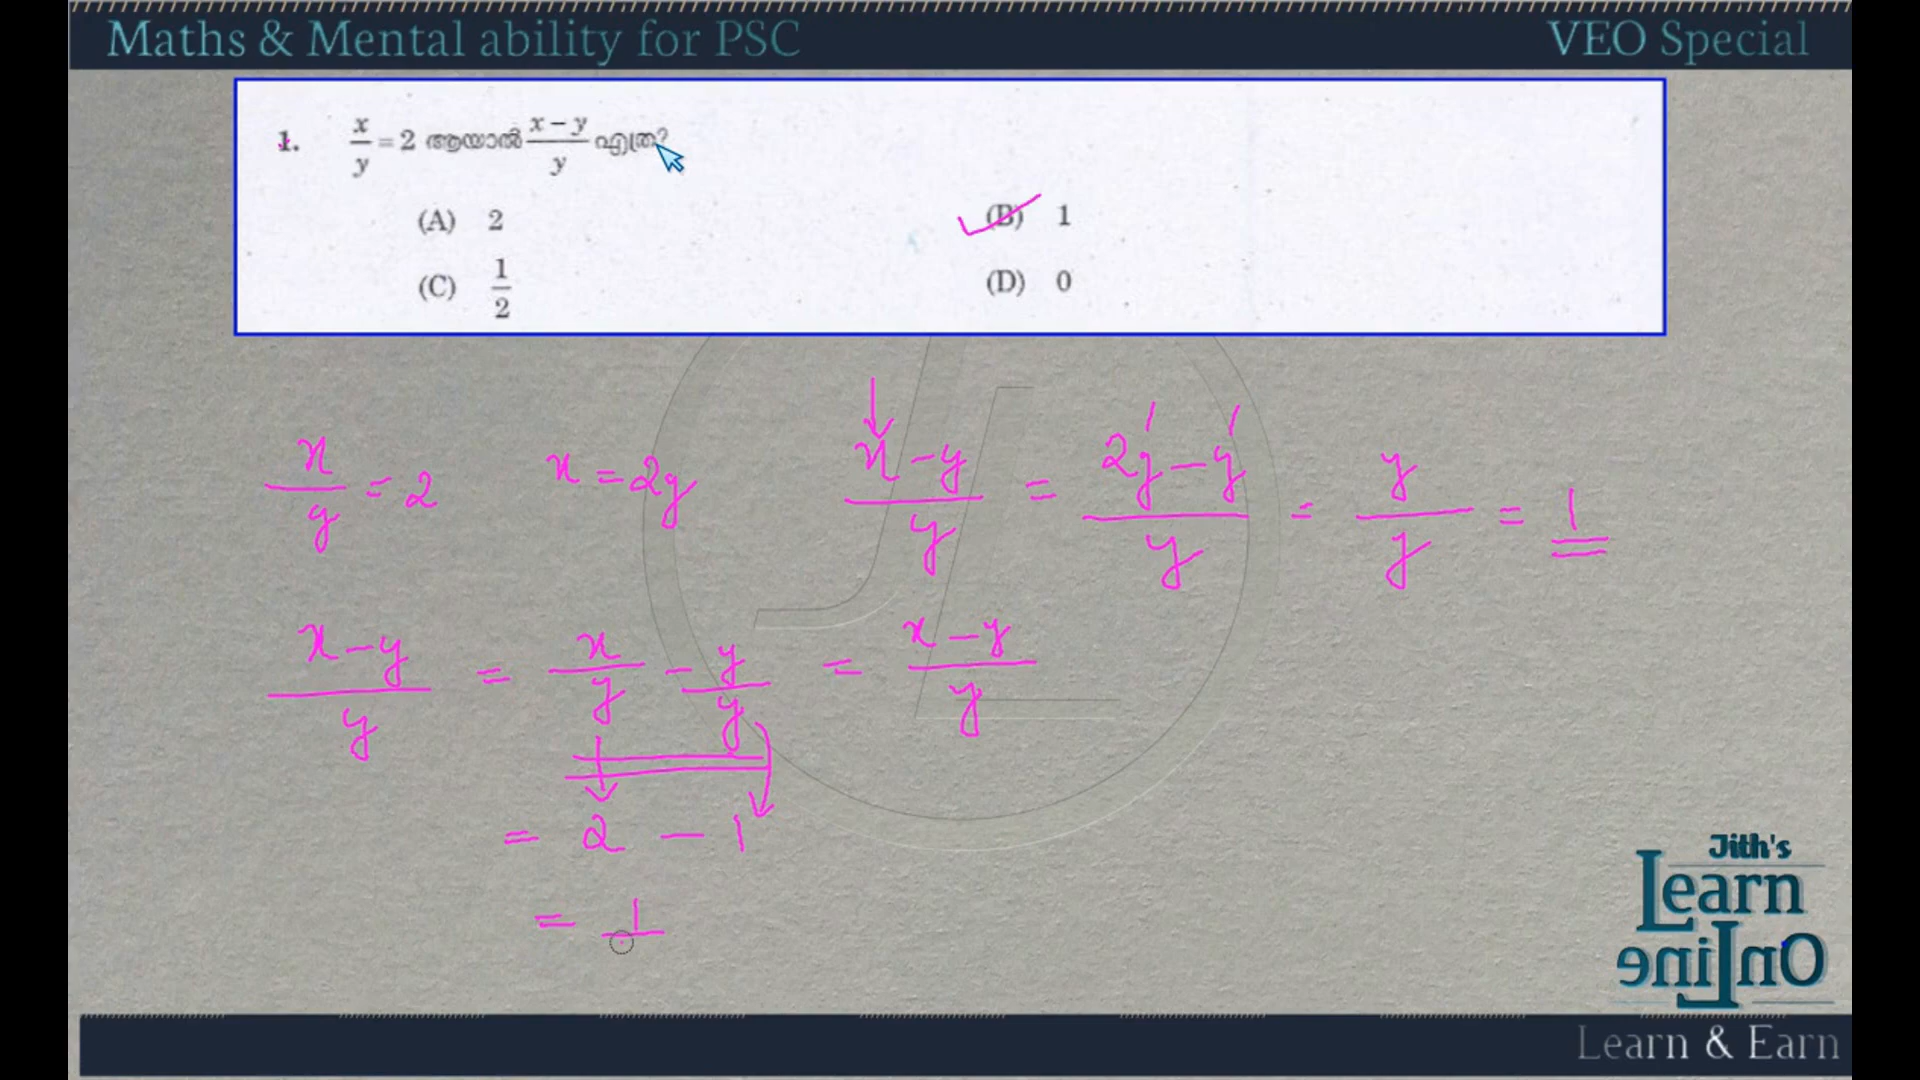 Maths & Mental ability for PSC VEO Special
1. x/y = 2 ആയാൽ (x − y)/y എത്ര?
(A) 2 (B) 1
(C) 1/2 (D) 0
x/y = 2 x = 2y (x − y)/y = (2y − y)/y = y/y = 1
(x − y)/y = x/y − y/y = (x − y)/y
= 2 − 1
= 1
Jith's
Learn
OnLine
Learn & Earn